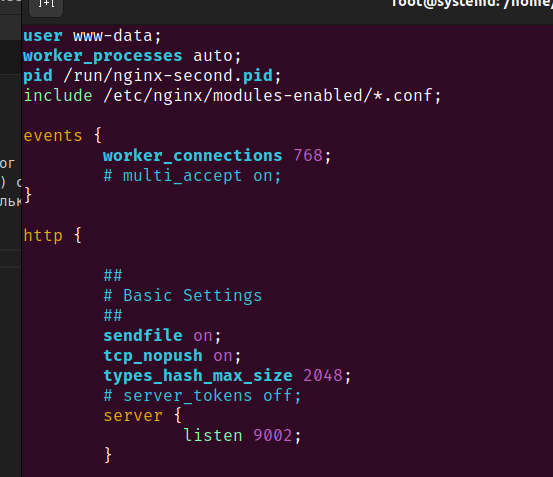 ]+[
root@systemd: /home/
user www-data;
worker_processes auto;
pid /run/nginx-second.pid;
include /etc/nginx/modules-enabled/*.conf;
events {
worker_connections 768;
# multi_accept on;
}
http {
##
# Basic Settings
##
sendfile on;
tcp_nopush on;
types_hash_max_size 2048;
# server_tokens off;
server {
listen 9002;
}